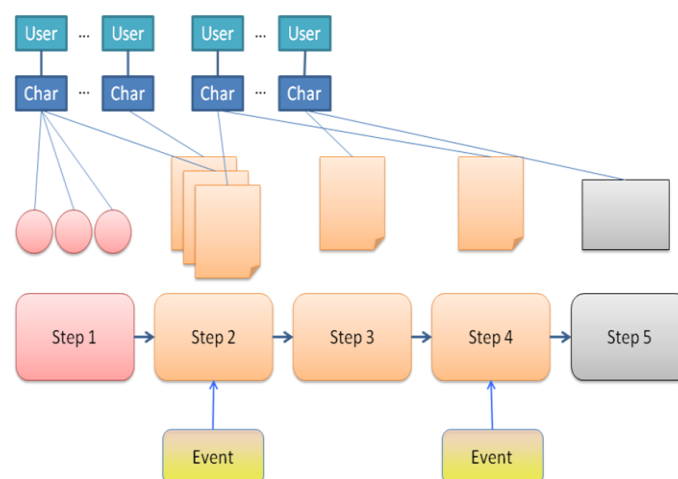 User ... User User ... User
Char ... Char Char ... Char
Step 1 Step 2 Step 3 Step 4 Step 5
Event Event